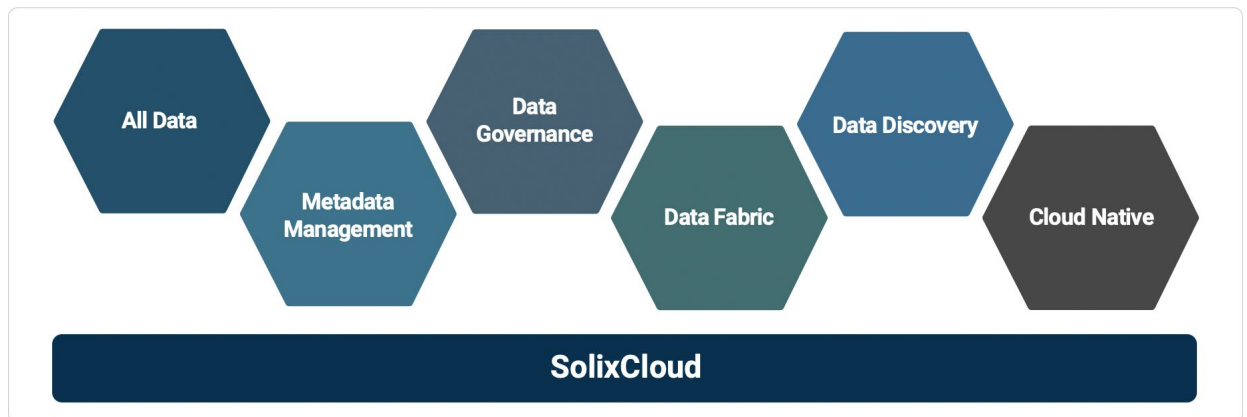 All Data
Metadata
Management
Data
Governance
Data Fabric
Data Discovery
Cloud Native
SolixCloud